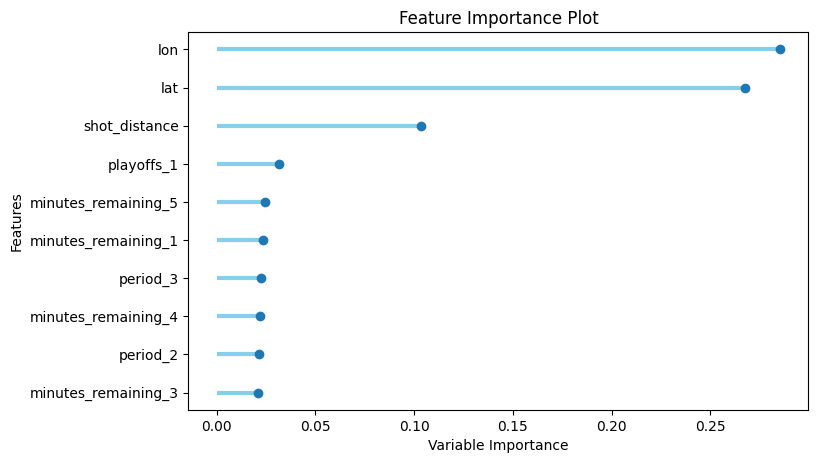 Feature Importance Plot
lon
lat
shot_distance
playoffs_1
minutes_remaining_5
minutes_remaining_1
period_3
minutes_remaining_4
period_2
minutes_remaining_3
Features
0.00 0.05 0.10 0.15 0.20 0.25
Variable Importance